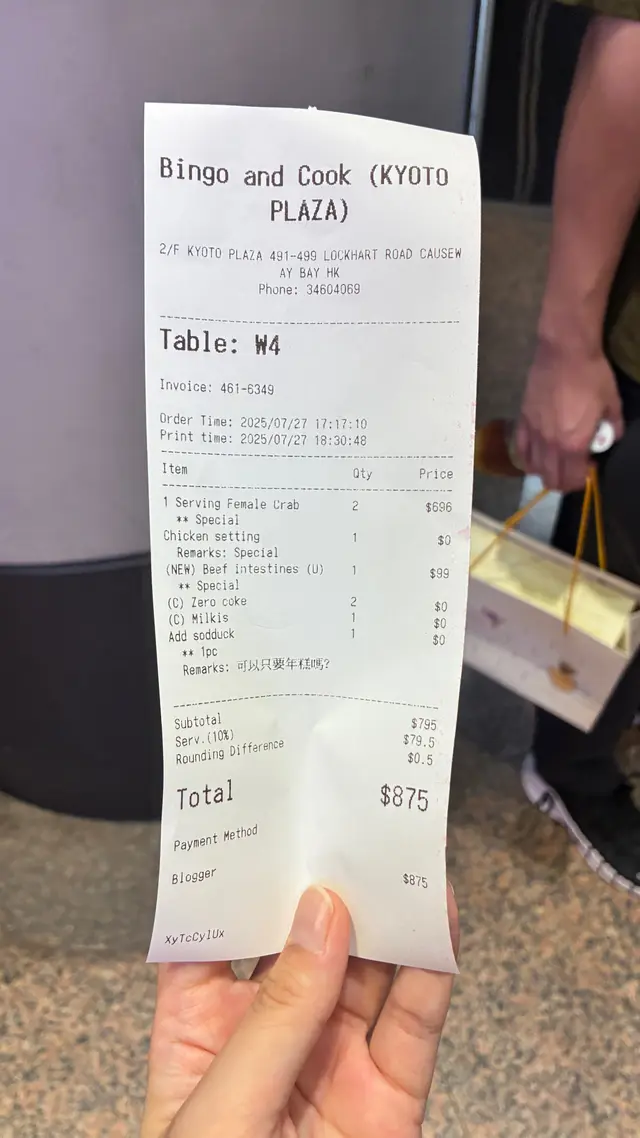 Bingo and Cook (KYOTO
PLAZA)
2/F KYOTO PLAZA 491-499 LOCKHART ROAD CAUSEW
AY BAY HK
Phone: 34604069
Table: W4
Invoice: 461-6349
Order Time: 2025/07/27 17:17:10
Print time: 2025/07/27 18:30:48
Item Qty Price
1 Serving Female Crab 2 $696
** Special
Chicken setting 1 $0
Remarks: Special
(NEW) Beef intestines (U) 1 $99
** Special
(C) Zero coke 2 $0
(C) Milkis 1 $0
Add sodduck 1 $0
** 1pc
Remarks: 可以只要年糕嗎?
Subtotal $795
Serv.(10%) $79.5
Rounding Difference $0.5
Total $875
Payment Method
Blogger $875
XyTcCylUx